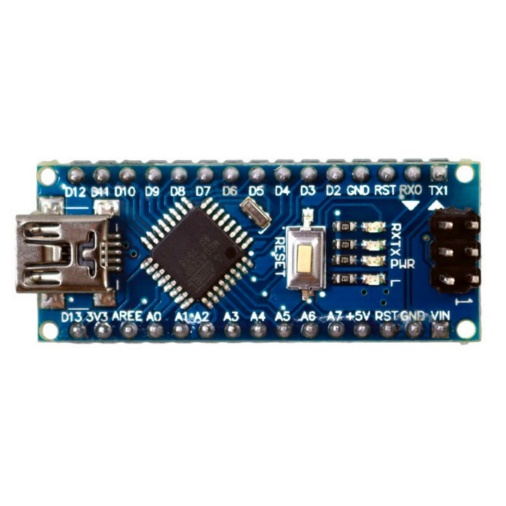 D12 D11 D10 D9 D8 D7 D6 D5 D4 D3 D2 GND RST RX0 TX1
RESET
RX
TX
PWR
L
1
D13 3V3 AREE A0 A1 A2 A3 A4 A5 A6 A7 +5V RST GND VIN